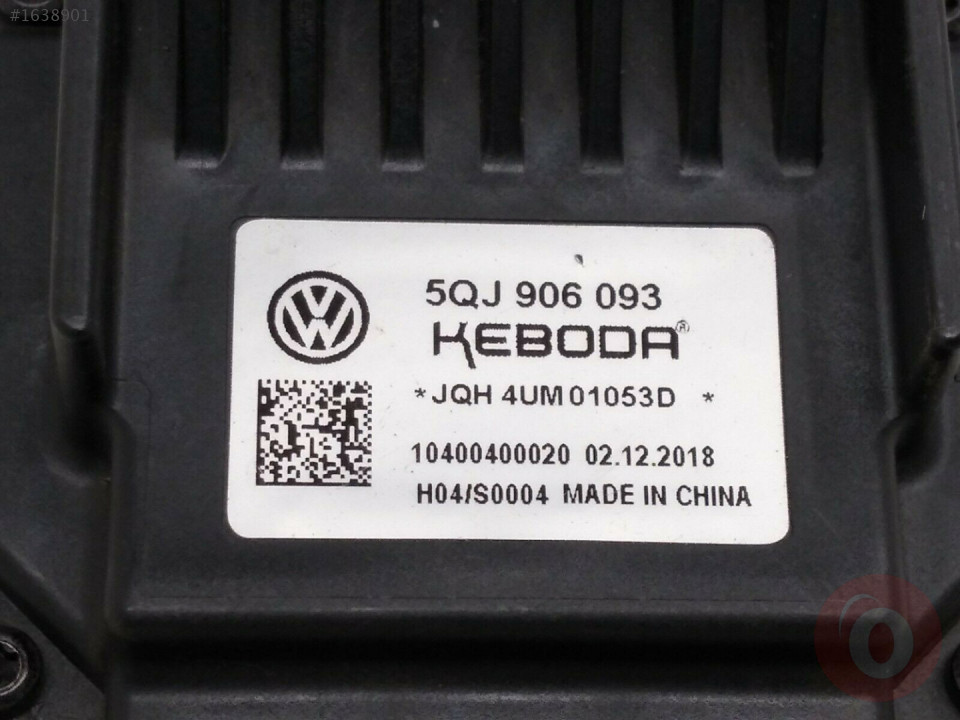 #1638901
5QJ 906 093
KEBODA®
*JQH 4UM01053D *
10400400020 02.12.2018
H04/S0004 MADE IN CHINA